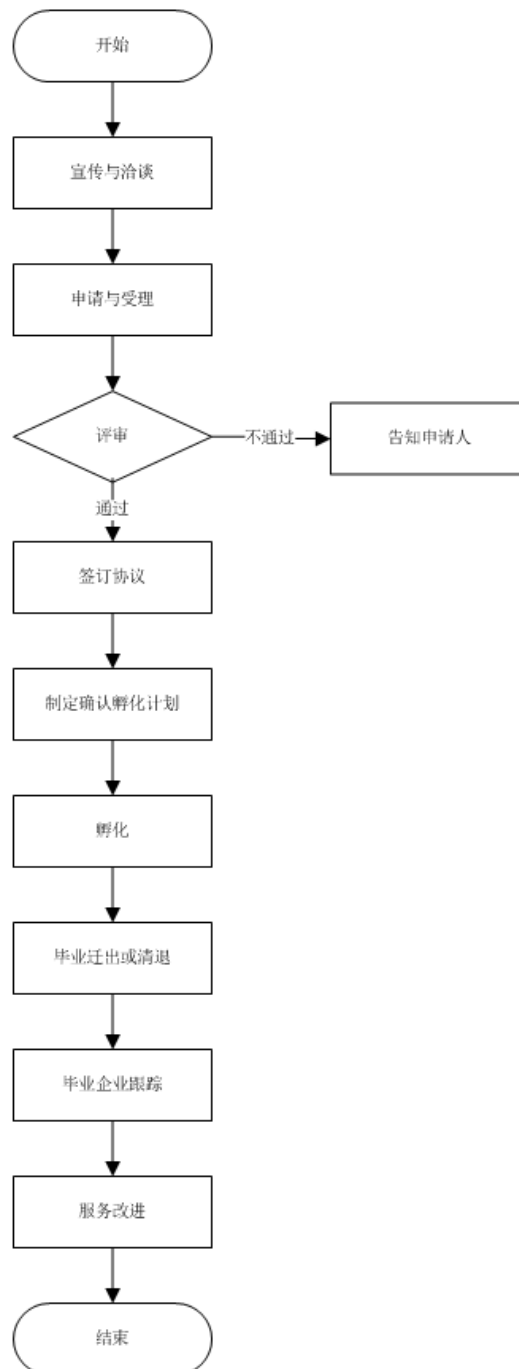 开始
宣传与洽谈
申请与受理
评审
不通过
告知申请人
通过
签订协议
制定确认孵化计划
孵化
毕业迁出或清退
毕业企业跟踪
服务改进
结束